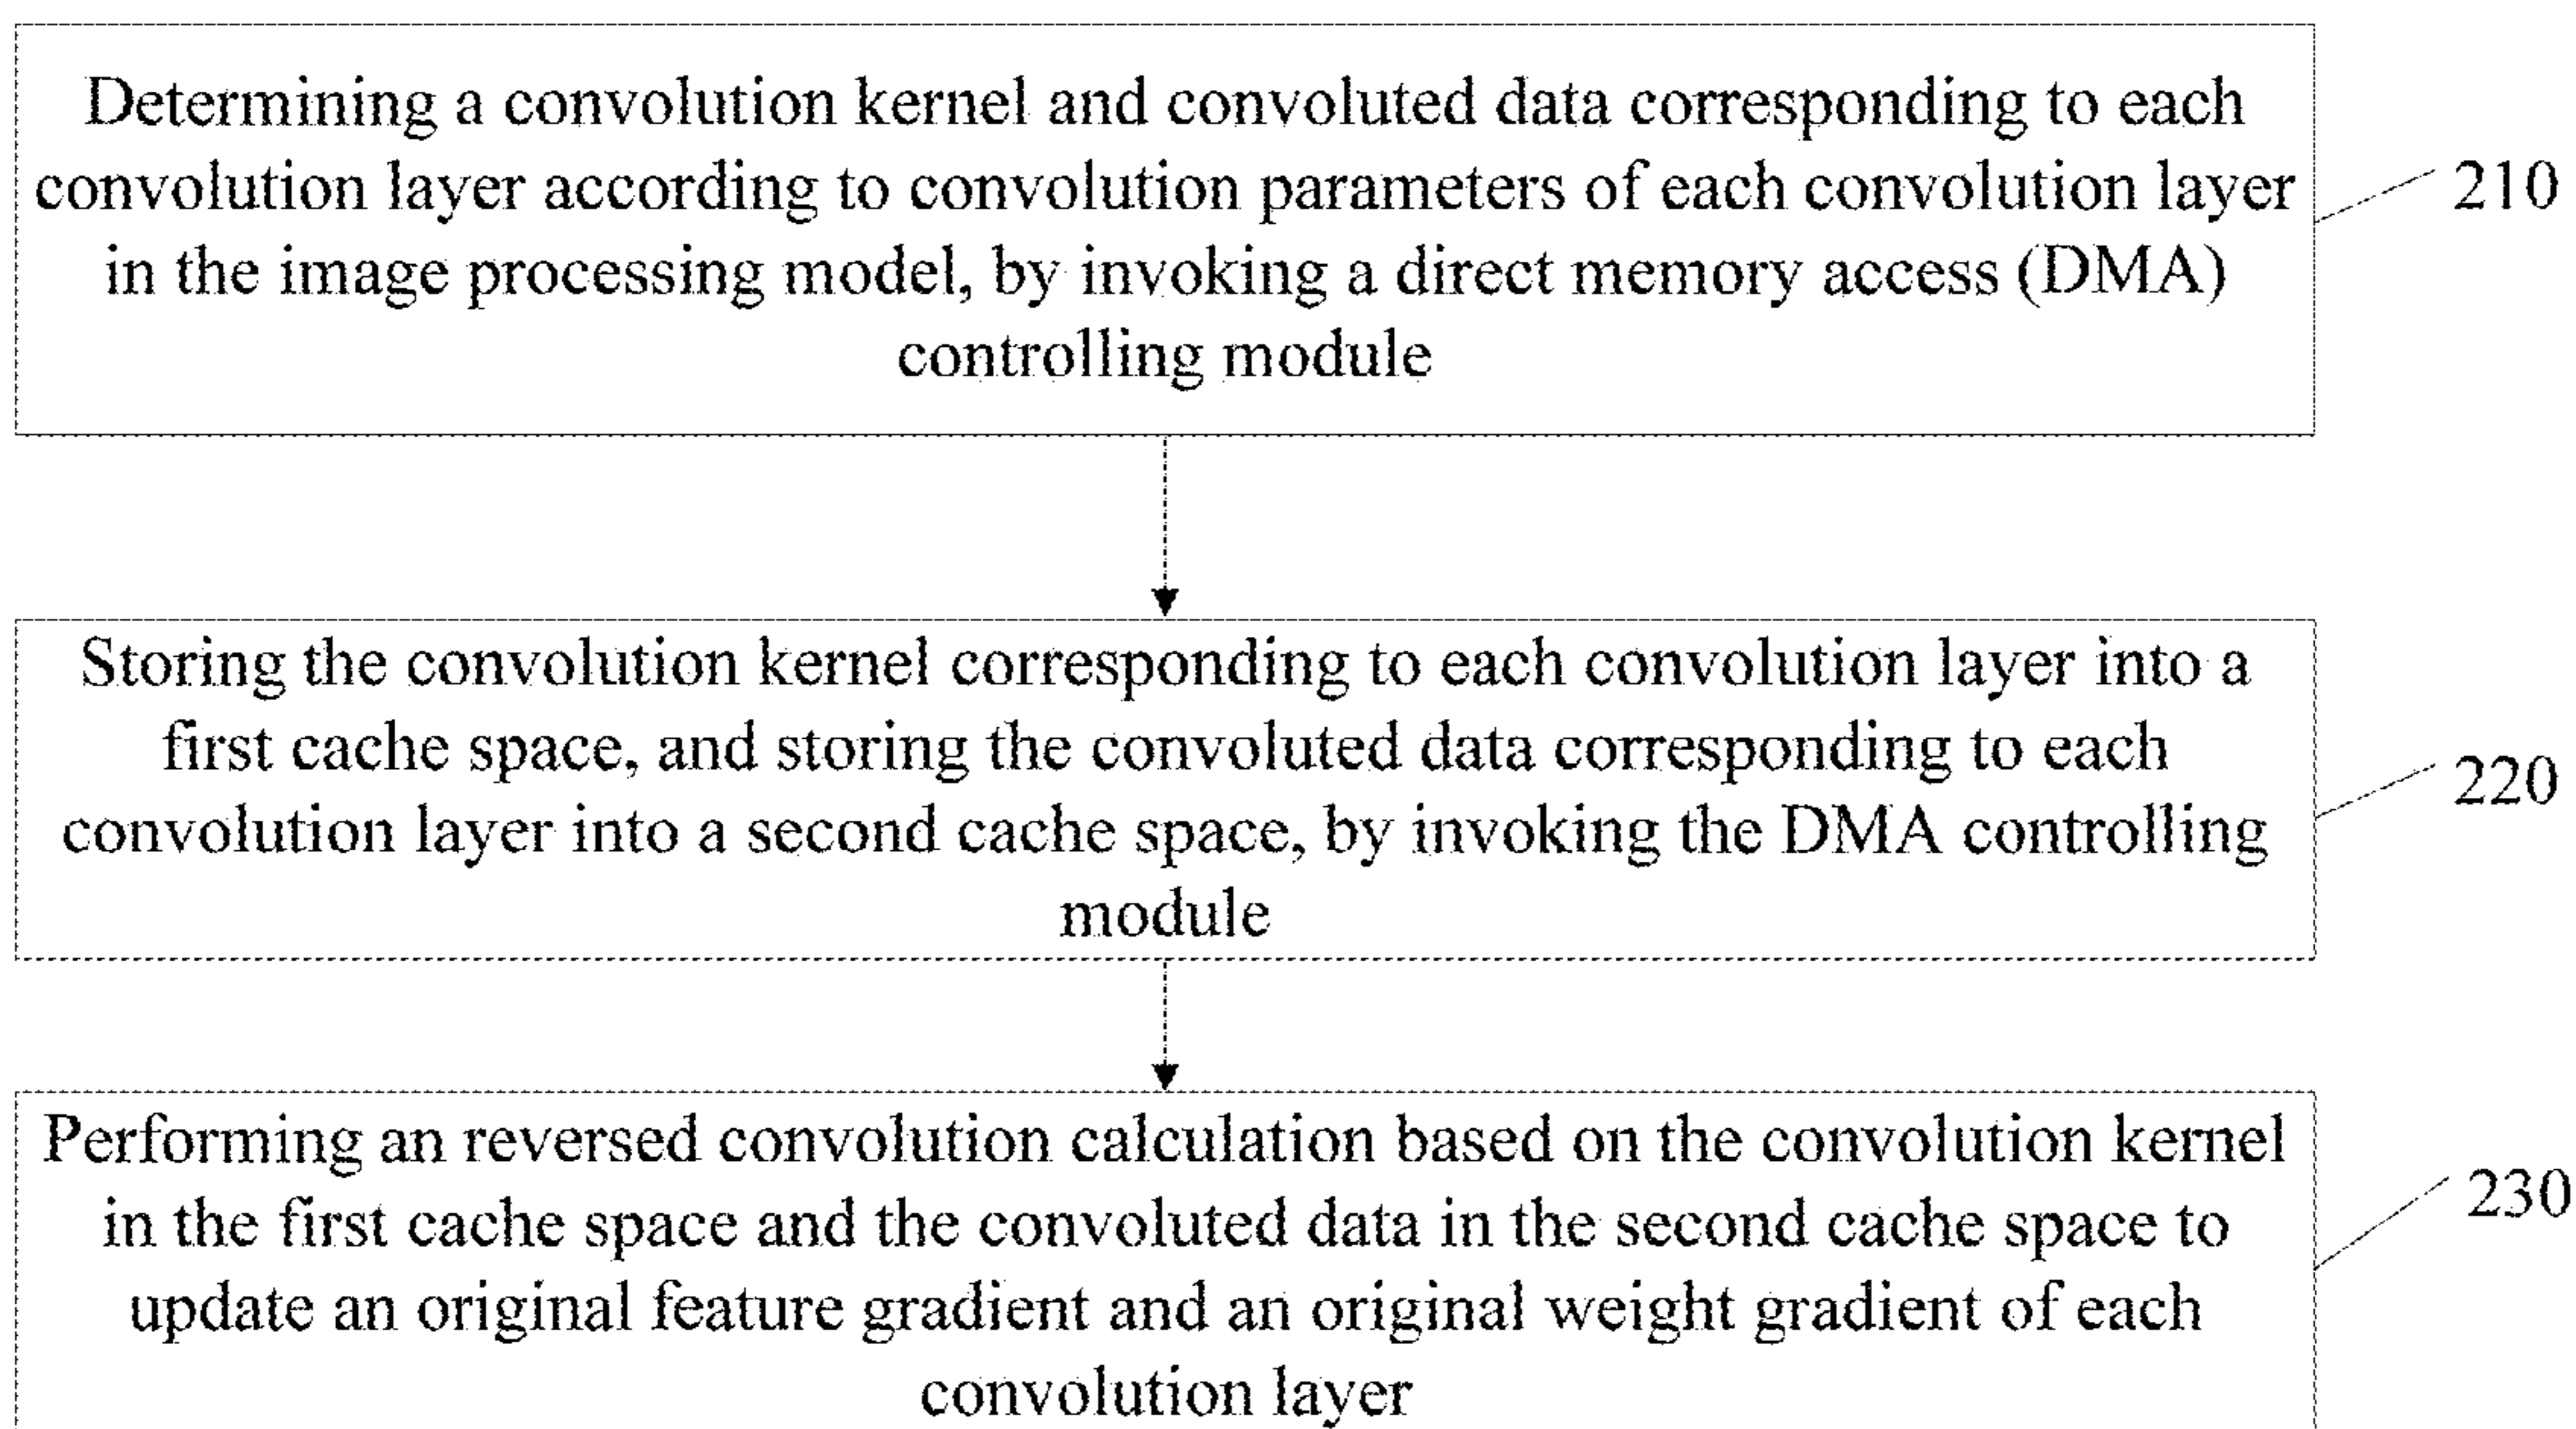 Determining a convolution kernel and convoluted data corresponding to each
convolution layer according to convolution parameters of each convolution layer
in the image processing model, by invoking a direct memory access (DMA)
controlling module
210
Storing the convolution kernel corresponding to each convolution layer into a
first cache space, and storing the convoluted data corresponding to each
convolution layer into a second cache space, by invoking the DMA controlling
module
220
Performing an reversed convolution calculation based on the convolution kernel
in the first cache space and the convoluted data in the second cache space to
update an original feature gradient and an original weight gradient of each
convolution layer
230